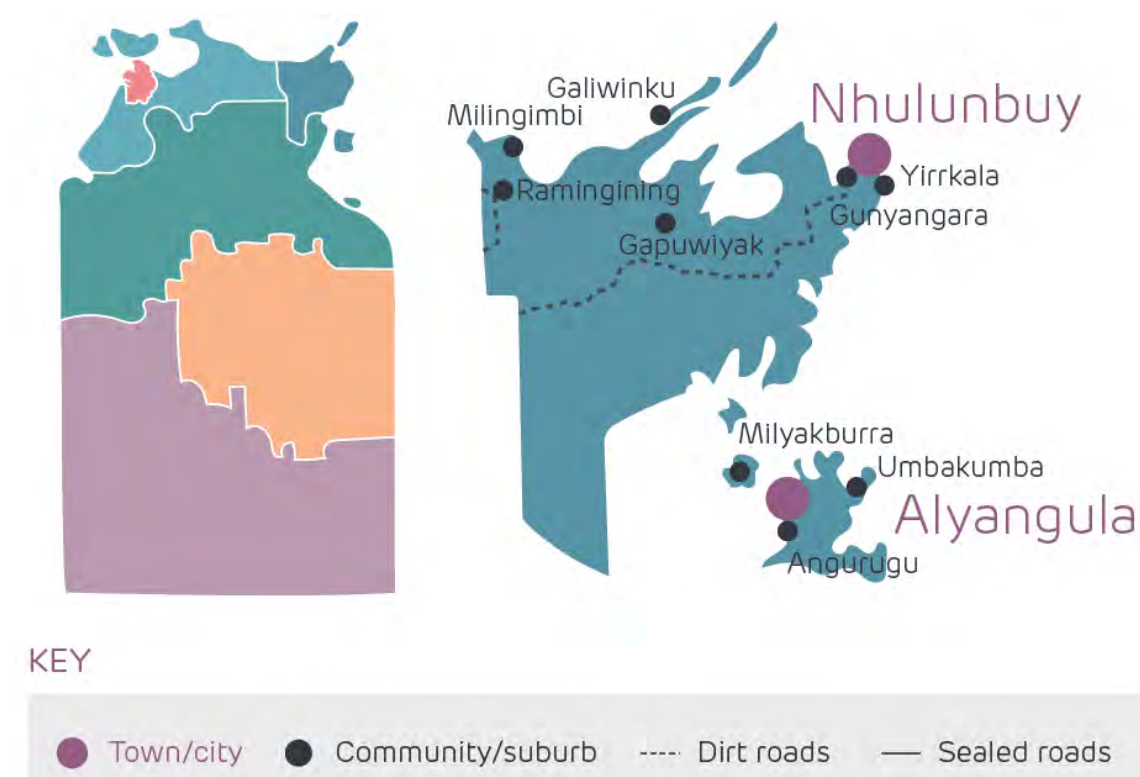 Galiwinku
Milingimbi
Nhulunbuy
Ramingining
Yirrkala
Gunyangara
Gapuwiyak
Milyakburra
Umbakumba
Alyangula
Angurugu
KEY
Town/city
Community/suburb
Dirt roads
Sealed roads